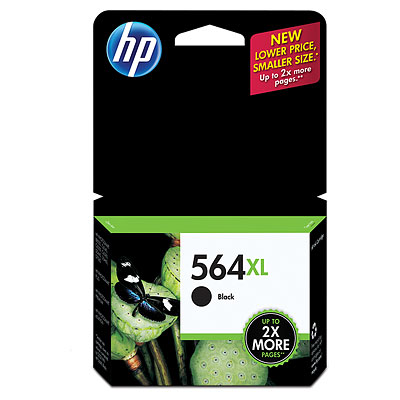 hp
NEW
LOWER PRICE,
SMALLER SIZE.*
Up to 2x more
pages.**
564XL
Black
UP TO
2X
MORE
PAGES**